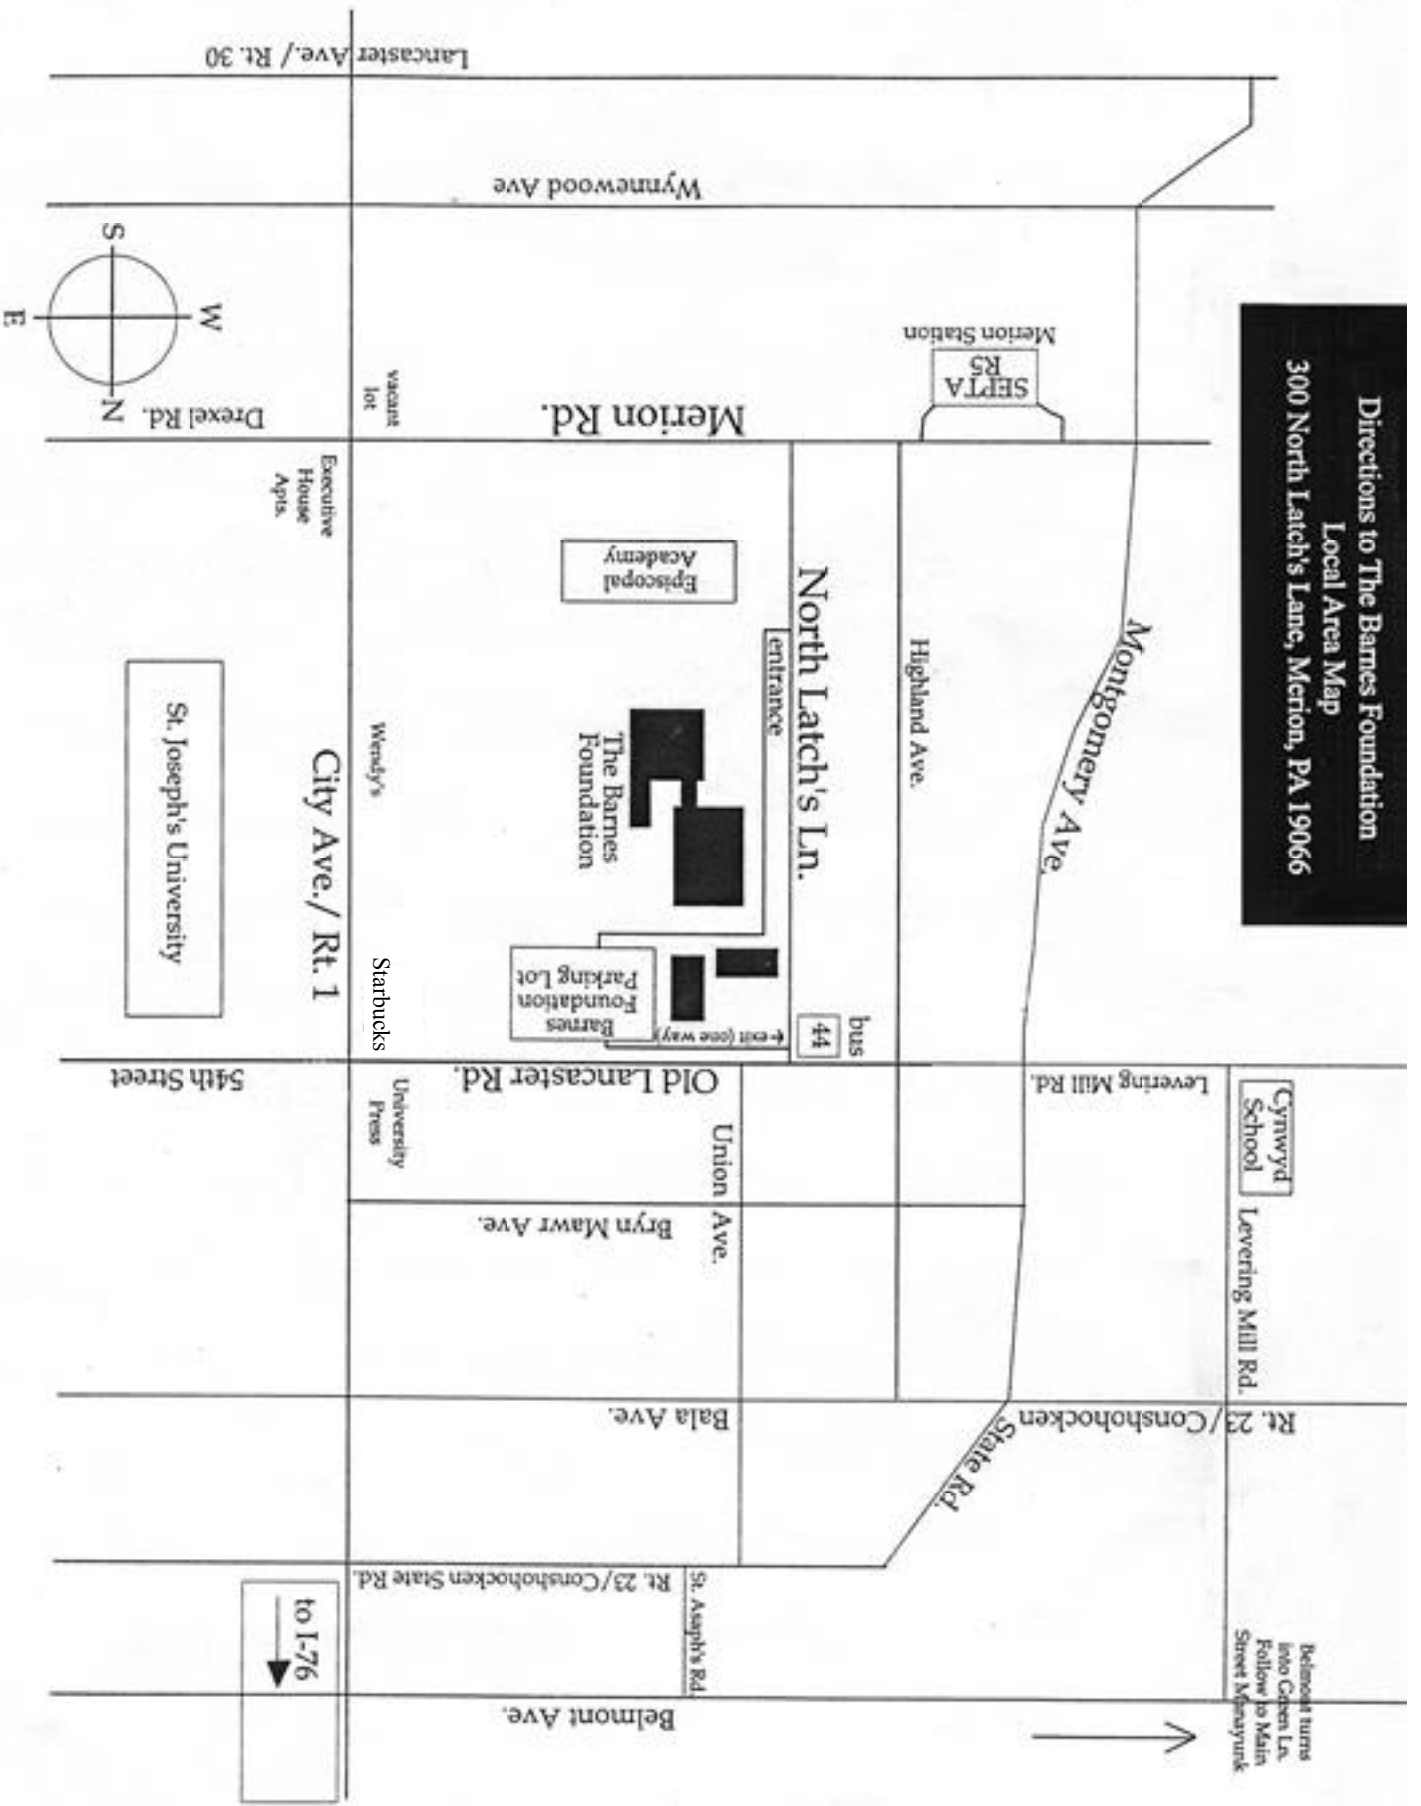 Directions to The Barnes Foundation
Local Area Map
300 North Latch's Lane, Merion, PA 19066
Lancaster Ave./ Rt. 30
Wynnewood Ave
S
W
E
N
Drexel Rd.
vacant
lot
Merion Rd.
Merion Station
SEPTA
R5
Executive
House
Apts.
Episcopal
Academy
North Latch's Ln.
entrance
Highland Ave.
Montgomery Ave.
St. Joseph's University
City Ave./ Rt. 1
Wendy's
Starbucks
The Barnes
Foundation
Barnes
Foundation
Parking Lot
←exit (one way)
44
bus
54th Street
Old Lancaster Rd.
Levering Mill Rd.
Cynwyd
School
University
Press
Union Ave.
Bryn Mawr Ave.
Levering Mill Rd.
Bala Ave.
Rt. 23/Conshohocken
State Rd.
Rt. 23/Conshohocken State Rd.
St. Asaph's Rd.
to I-76
Belmont Ave.
Belmont turns
into Green Ln.
Follow to Main
Street Manayunk